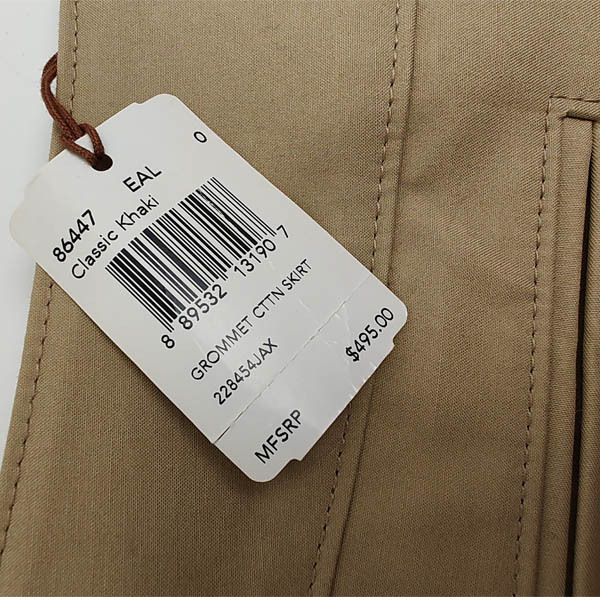 86447 EAL 0
Classic Khaki
8 89532 13190 7
GROMMET CTTN SKIRT
228454JAX
MFSRP $495.00